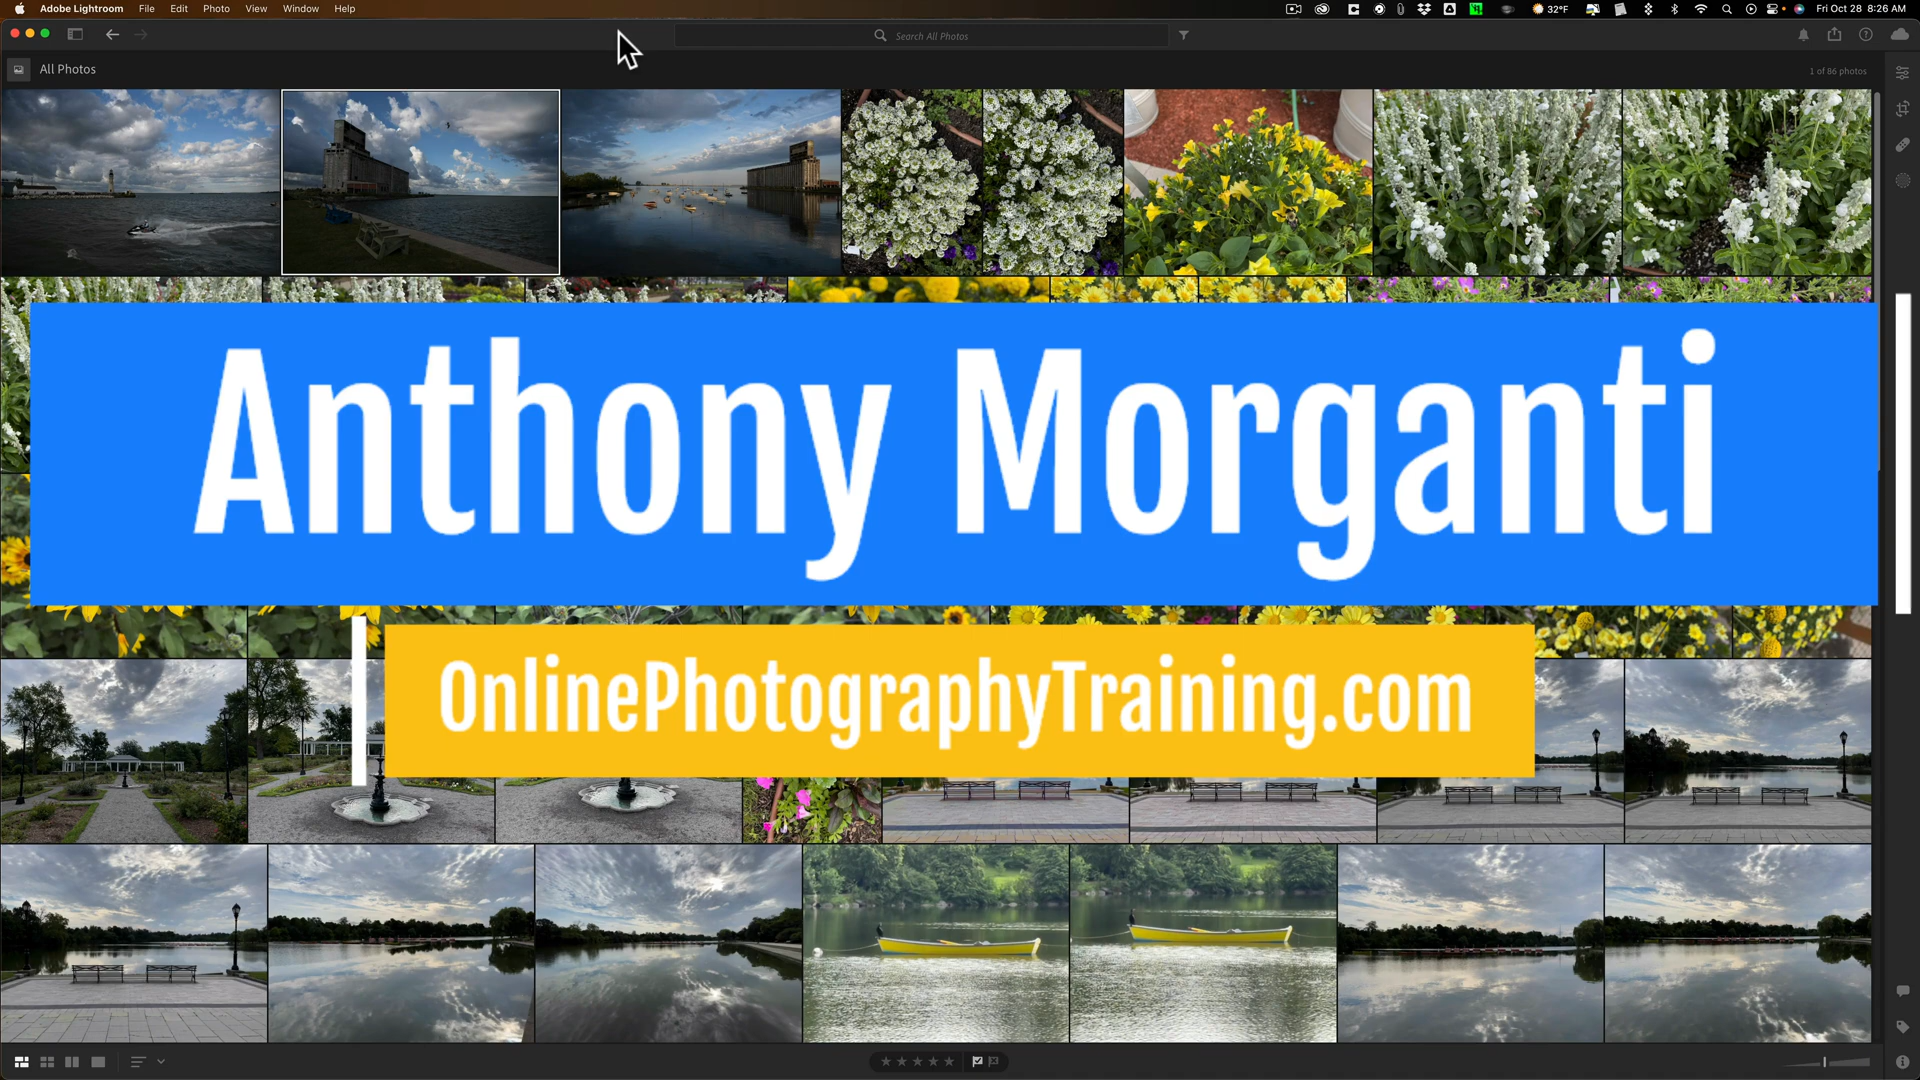 Adobe Lightroom File Edit Photo View Window Help 32°F Fri Oct 28 8:26 AM
Search All Photos
All Photos 1 of 86 photos
Anthony Morganti
OnlinePhotographyTraining.com